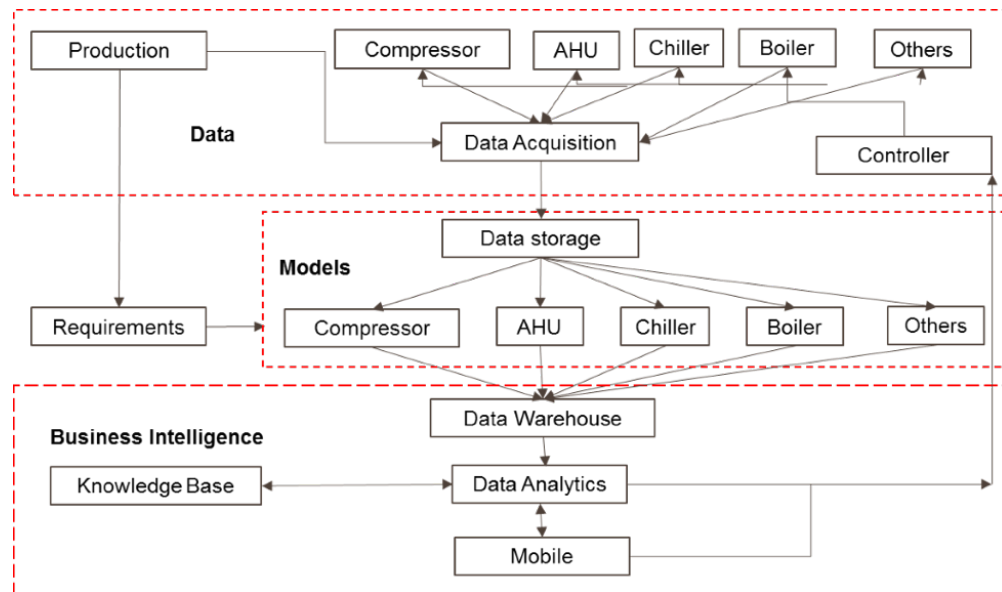 Production
Compressor
AHU
Chiller
Boiler
Others
Data
Data Acquisition
Controller
Data storage
Models
Requirements
Compressor
AHU
Chiller
Boiler
Others
Data Warehouse
Business Intelligence
Knowledge Base
Data Analytics
Mobile